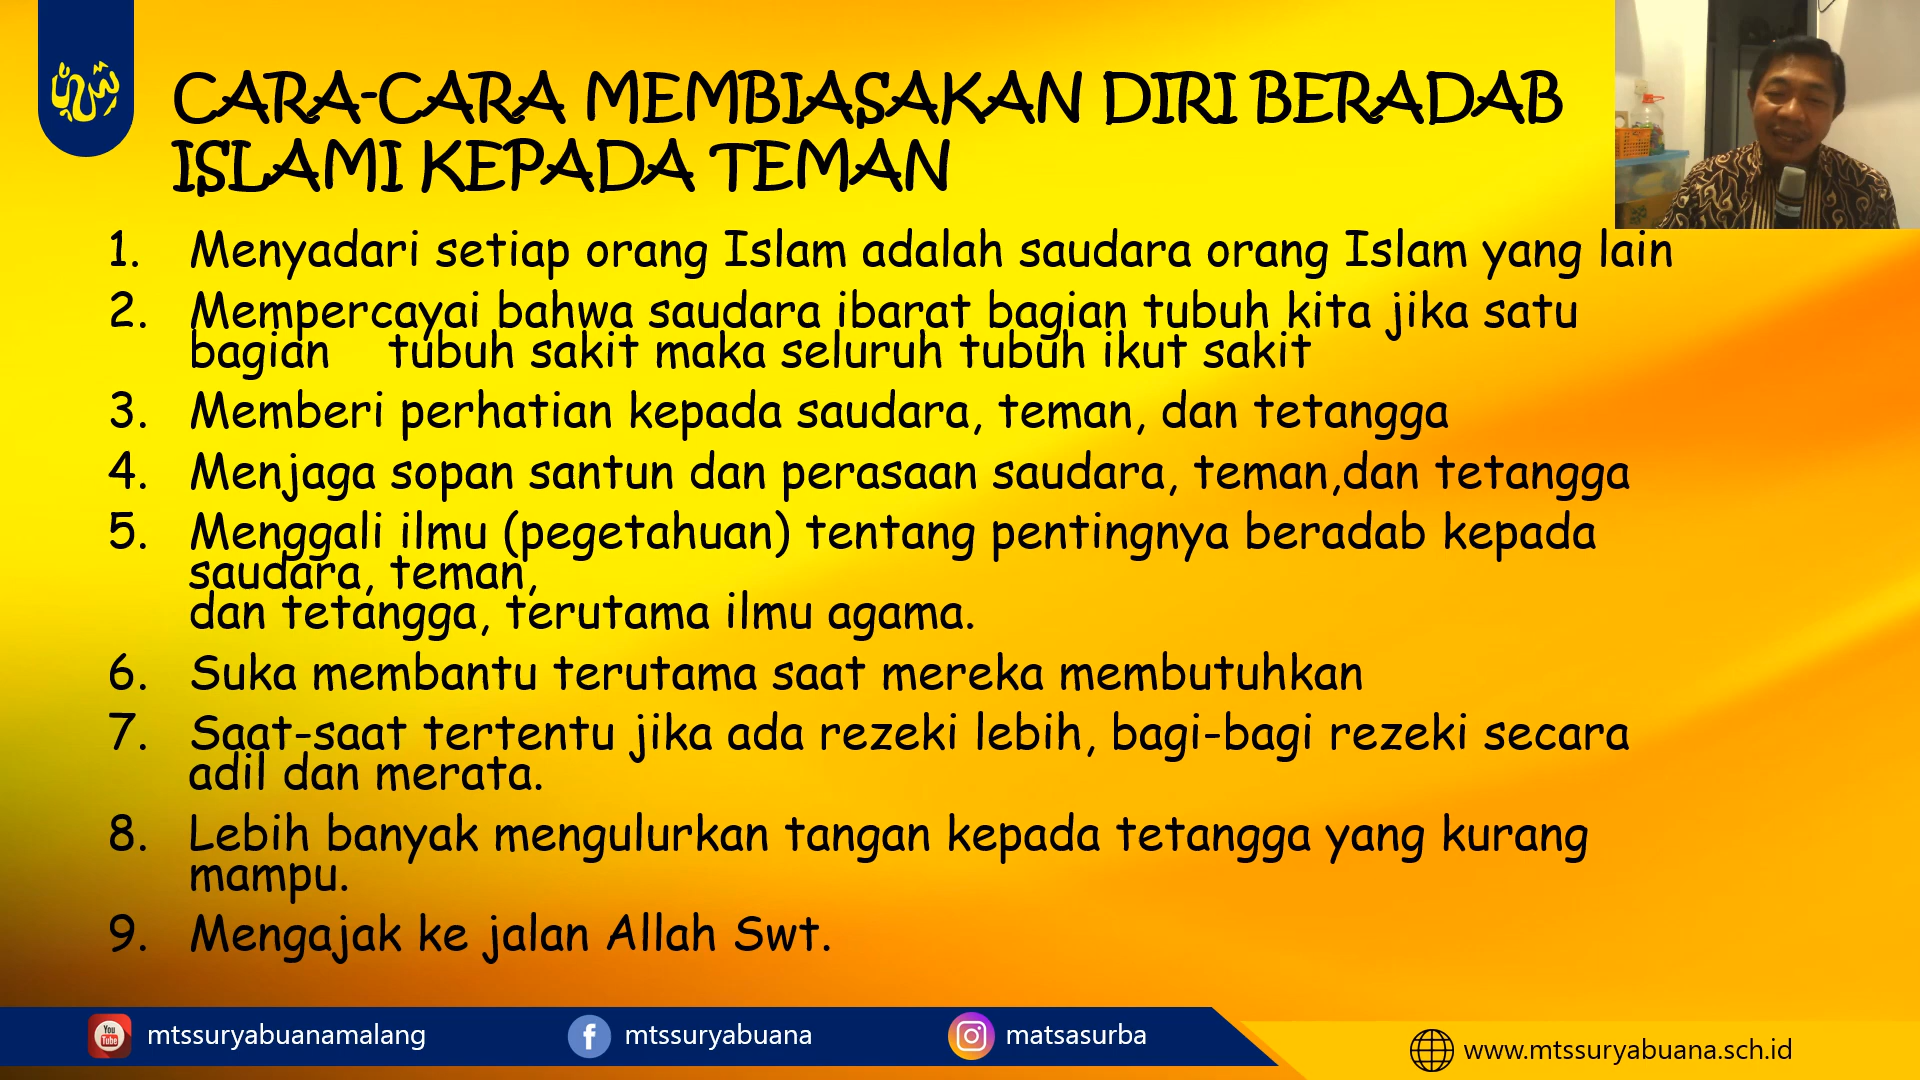 CARA-CARA MEMBIASAKAN DIRI BERADAB
ISLAMI KEPADA TEMAN
1. Menyadari setiap orang Islam adalah saudara orang Islam yang lain
2. Mempercayai bahwa saudara ibarat bagian tubuh kita jika satu
bagian tubuh sakit maka seluruh tubuh ikut sakit
3. Memberi perhatian kepada saudara, teman, dan tetangga
4. Menjaga sopan santun dan perasaan saudara, teman,dan tetangga
5. Menggali ilmu (pegetahuan) tentang pentingnya beradab kepada
saudara, teman,
dan tetangga, terutama ilmu agama.
6. Suka membantu terutama saat mereka membutuhkan
7. Saat-saat tertentu jika ada rezeki lebih, bagi-bagi rezeki secara
adil dan merata.
8. Lebih banyak mengulurkan tangan kepada tetangga yang kurang
mampu.
9. Mengajak ke jalan Allah Swt.
You Tube mtssuryabuanamalang
f mtssuryabuana
matsasurba
www.mtssuryabuana.sch.id